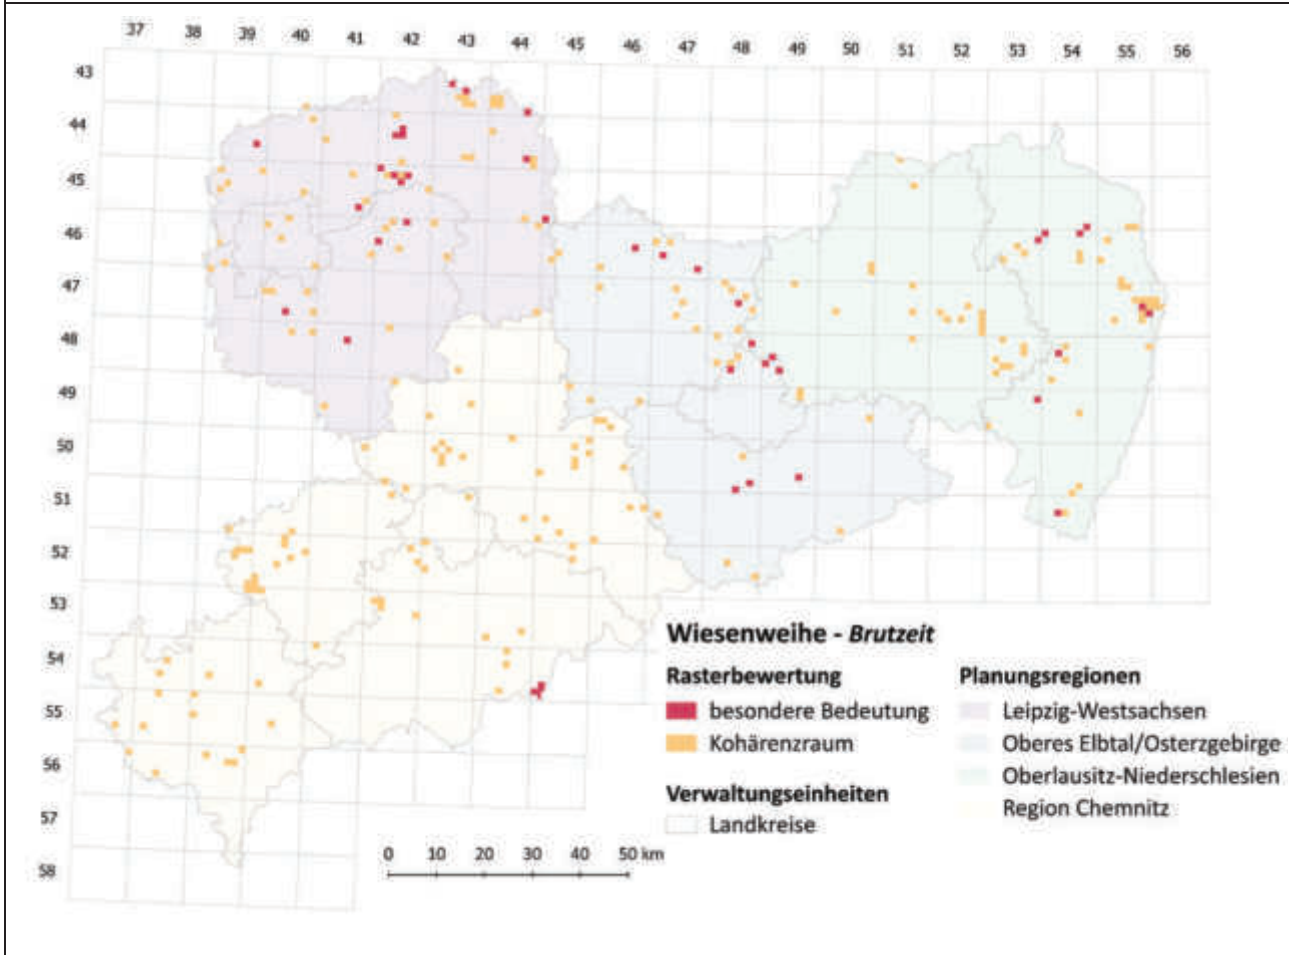 37 38 39 40 41 42 43 44 45 46 47 48 49 50 51 52 53 54 55 56
43
44
45
46
47
48
49
50
51
52
53
54
55
56
57
58
Wiesenweihe - Brutzeit
Rasterbewertung
besondere Bedeutung
Kohärenzraum
Verwaltungseinheiten
Landkreise
Planungsregionen
Leipzig-Westsachsen
Oberes Elbtal/Osterzgebirge
Oberlausitz-Niederschlesien
Region Chemnitz
0 10 20 30 40 50 km